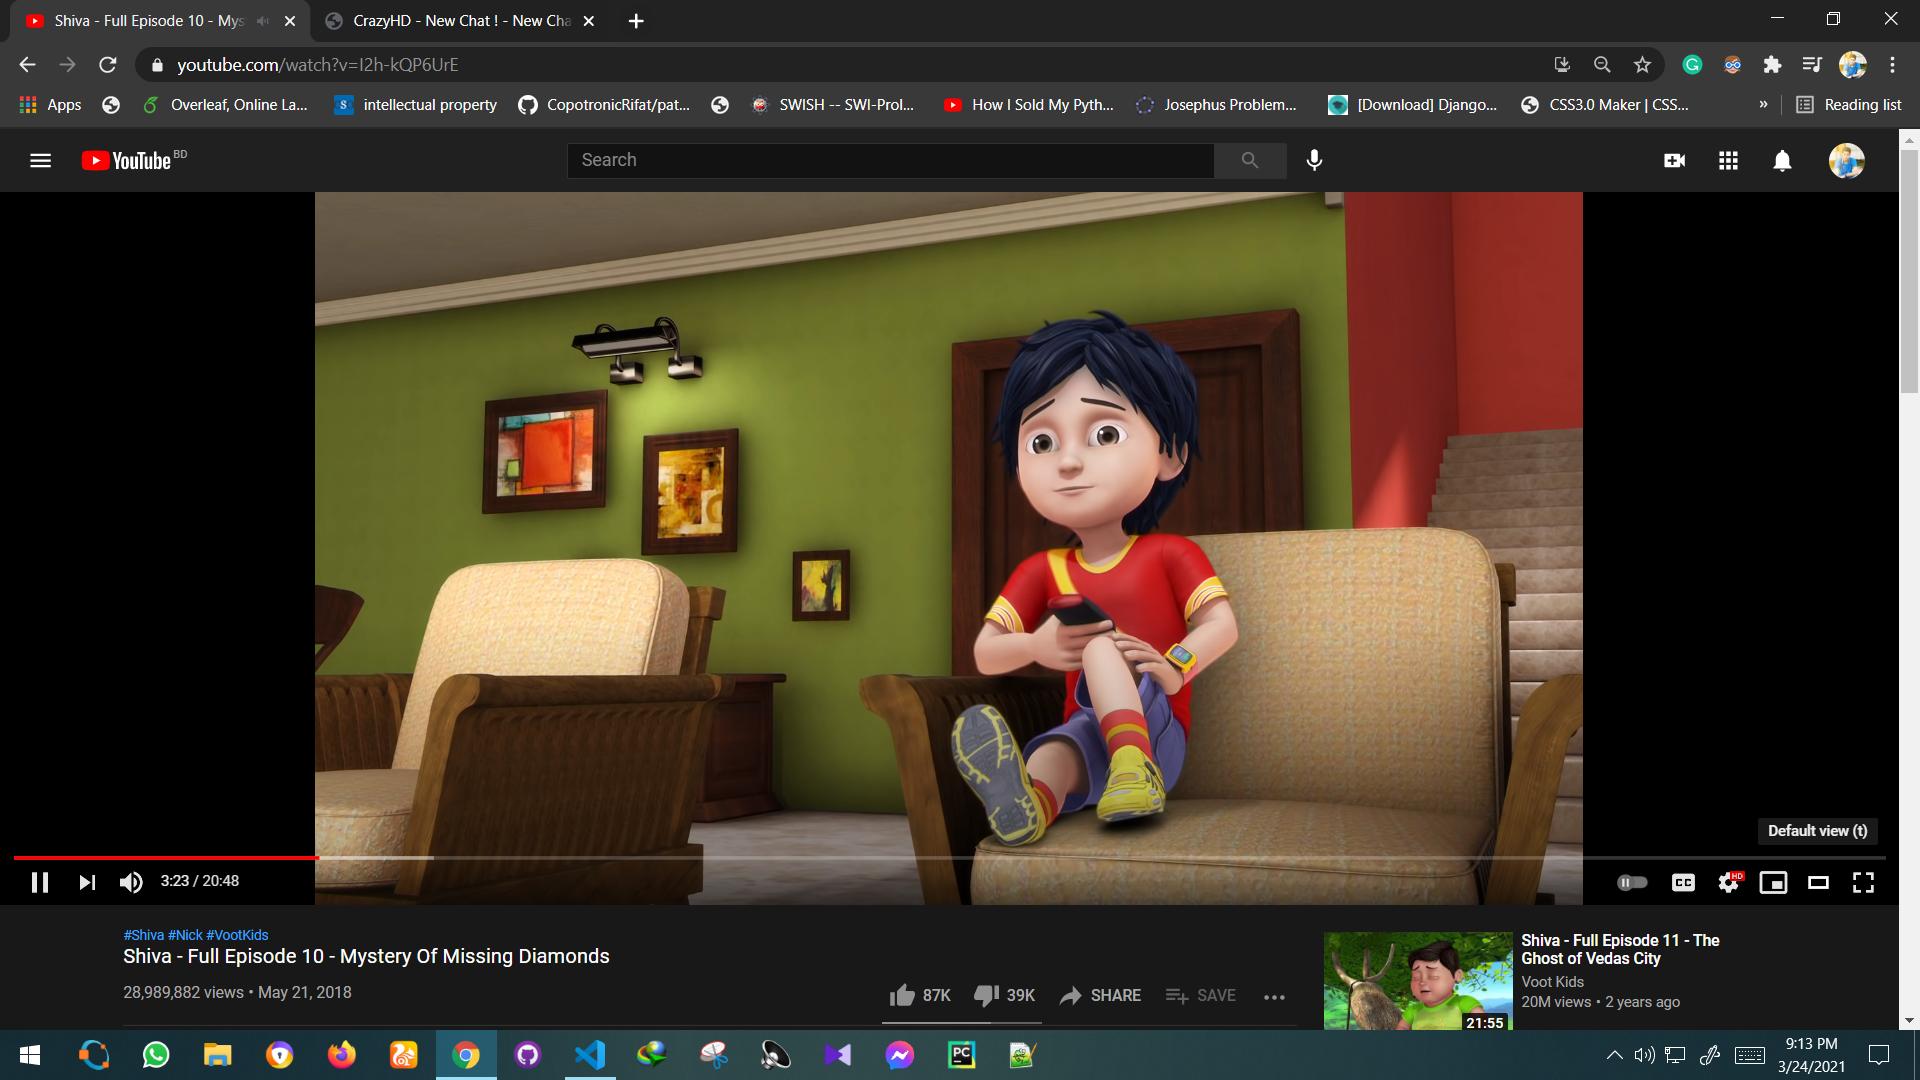 Shiva - Full Episode 10 - Mys
CrazyHD - New Chat ! - New Cha
youtube.com/watch?v=I2h-kQP6UrE
Apps
Overleaf, Online La...
intellectual property
CopotronicRifat/pat...
SWISH -- SWI-Prol...
How I Sold My Pyth...
Josephus Problem...
[Download] Django...
CSS3.0 Maker | CSS...
»
Reading list
YouTube BD
Search
Default view (t)
3:23 / 20:48
CC
HD
#Shiva #Nick #VootKids
Shiva - Full Episode 10 - Mystery Of Missing Diamonds
28,989,882 views • May 21, 2018
87K
39K
SHARE
SAVE
Shiva - Full Episode 11 - The
Ghost of Vedas City
Voot Kids
20M views • 2 years ago
21:55
PC
9:13 PM
3/24/2021